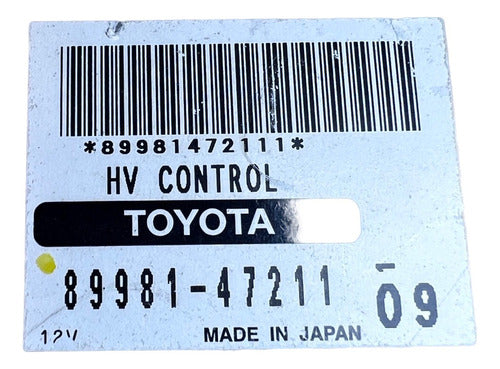 *89981472111*
HV CONTROL
TOYOTA
89981-47211 09
12V MADE IN JAPAN